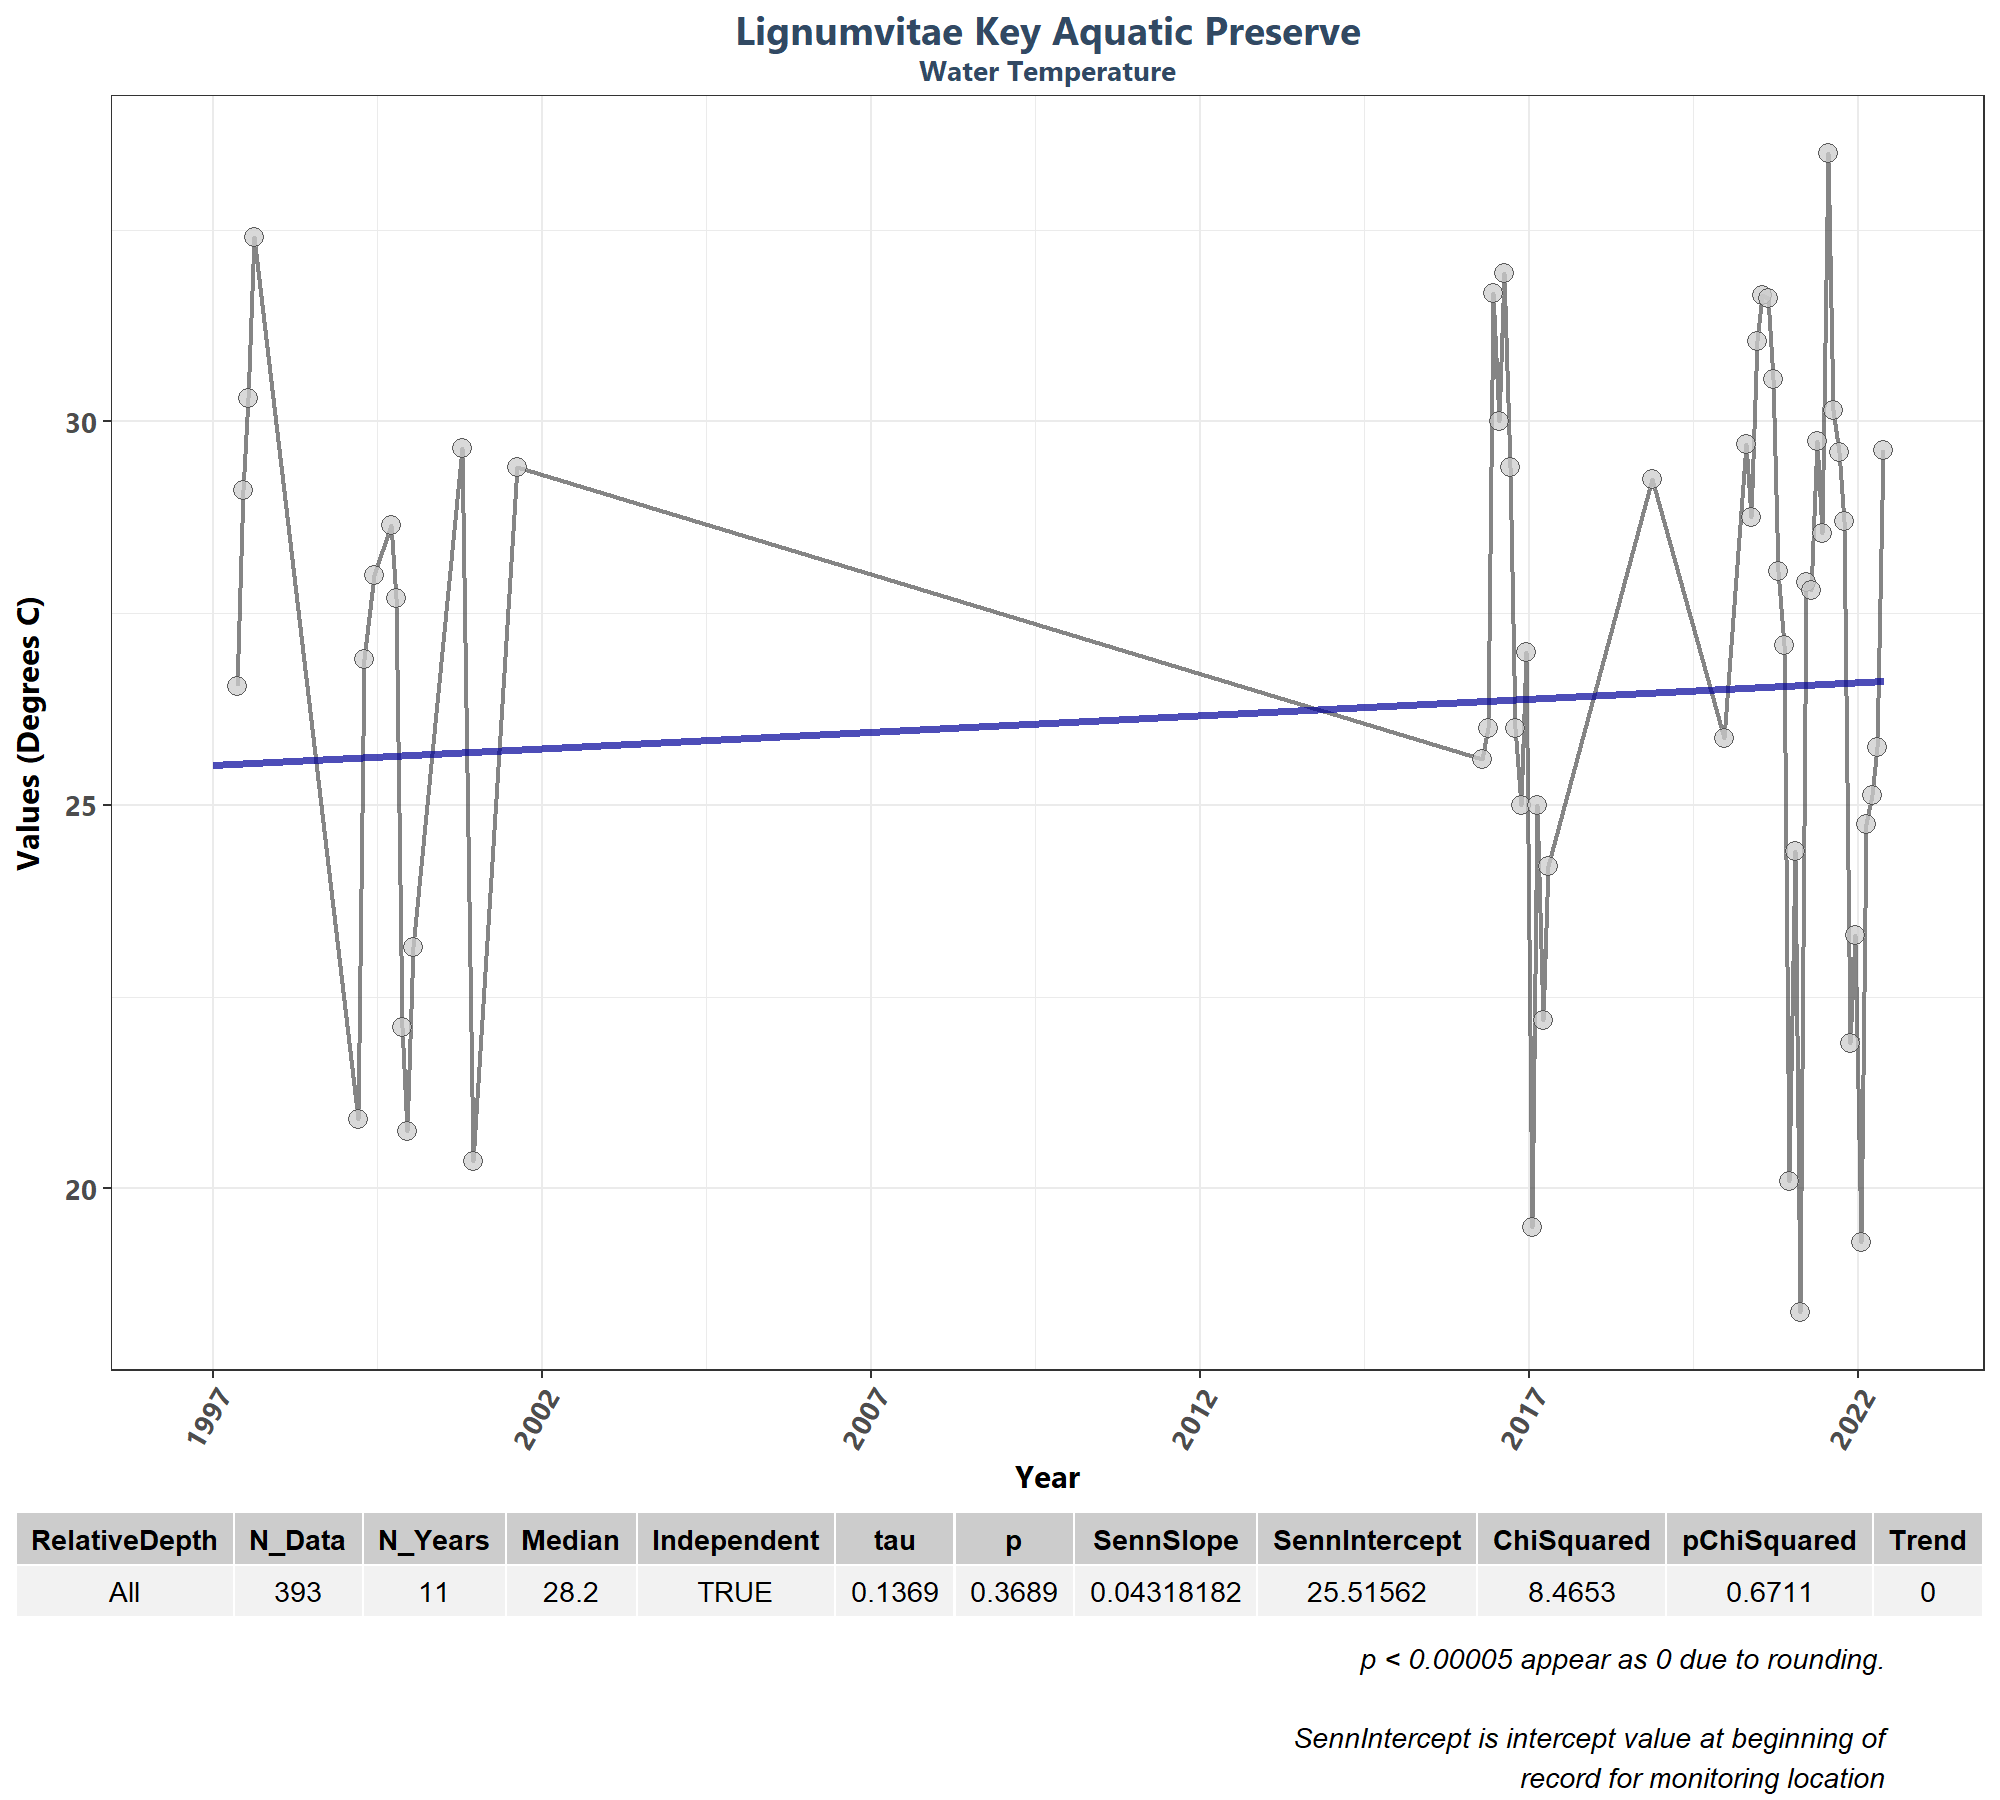 Lignumvitae Key Aquatic Preserve
Water Temperature
Values (Degrees C)
30
25
20
1997 2002 2007 2012 2017 2022
Year
RelativeDepth N_Data N_Years Median Independent tau p SennSlope SennIntercept ChiSquared pChiSquared Trend
All 393 11 28.2 TRUE 0.1369 0.3689 0.04318182 25.51562 8.4653 0.6711 0
p < 0.00005 appear as 0 due to rounding.
SennIntercept is intercept value at beginning of
record for monitoring location